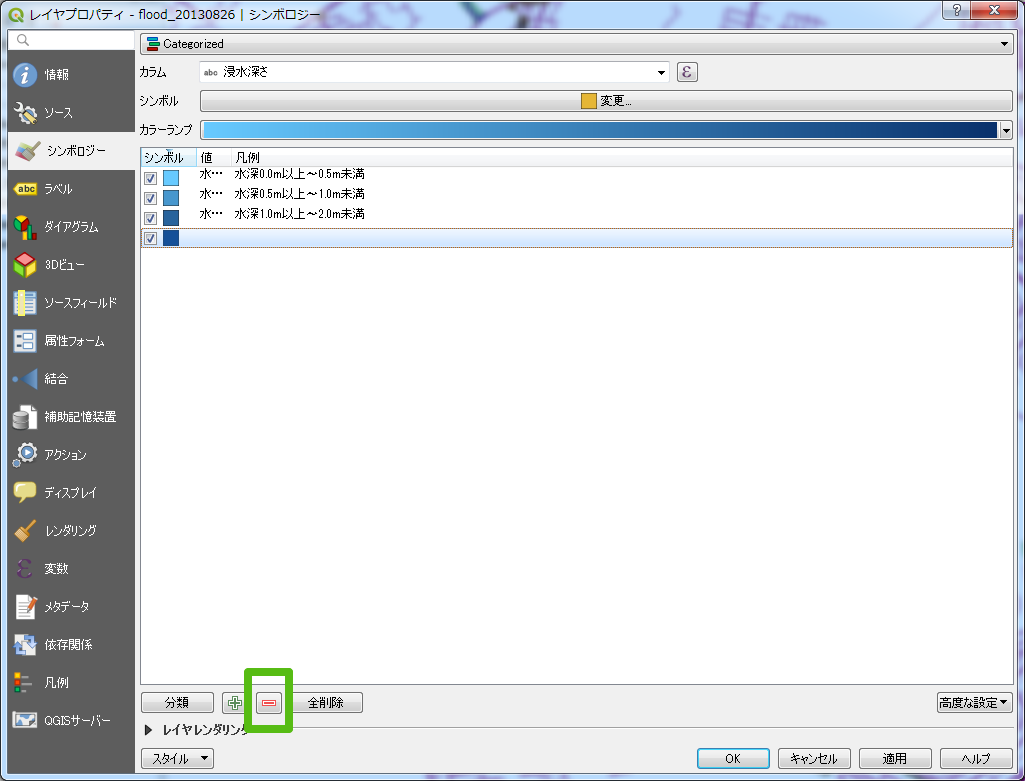 レイヤプロパティ - flood_20130826 | シンボロジー
?
Categorized
情報
ソース
シンボロジー
abc ラベル
ダイアグラム
3Dビュー
ソースフィールド
属性フォーム
結合
補助記憶装置
アクション
ディスプレイ
レンダリング
変数
メタデータ
依存関係
凡例
QGISサーバー
カラム abc 浸水深さ ε
シンボル 変更...
カラーランプ
シンボル 値 凡例
水… 水深0.0m以上～0.5m未満
水… 水深0.5m以上～1.0m未満
水… 水深1.0m以上～2.0m未満
分類 全削除 高度な設定
レイヤレンダリング
スタイル OK キャンセル 適用 ヘルプ